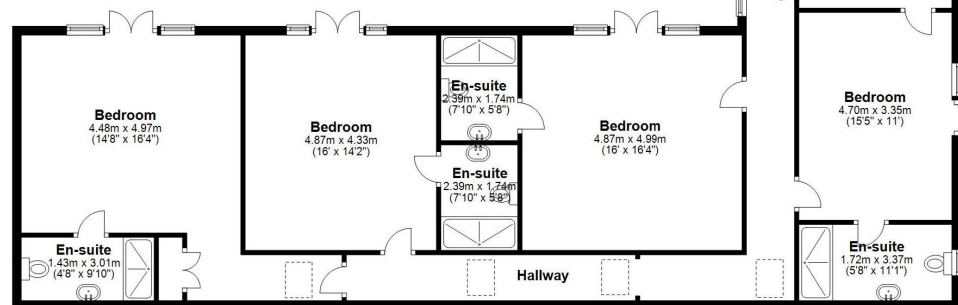 Bedroom
4.48m x 4.97m
(14'8" x 16'4")
Bedroom
4.87m x 4.33m
(16' x 14'2")
En-suite
2.39m x 1.74m
(7'10" x 5'8")
En-suite
2.39m x 1.74m
(7'10" x 5'8")
Bedroom
4.87m x 4.99m
(16' x 16'4")
Bedroom
4.70m x 3.35m
(15'5" x 11')
En-suite
1.43m x 3.01m
(4'8" x 9'10")
Hallway
En-suite
1.72m x 3.37m
(5'8" x 11'1")